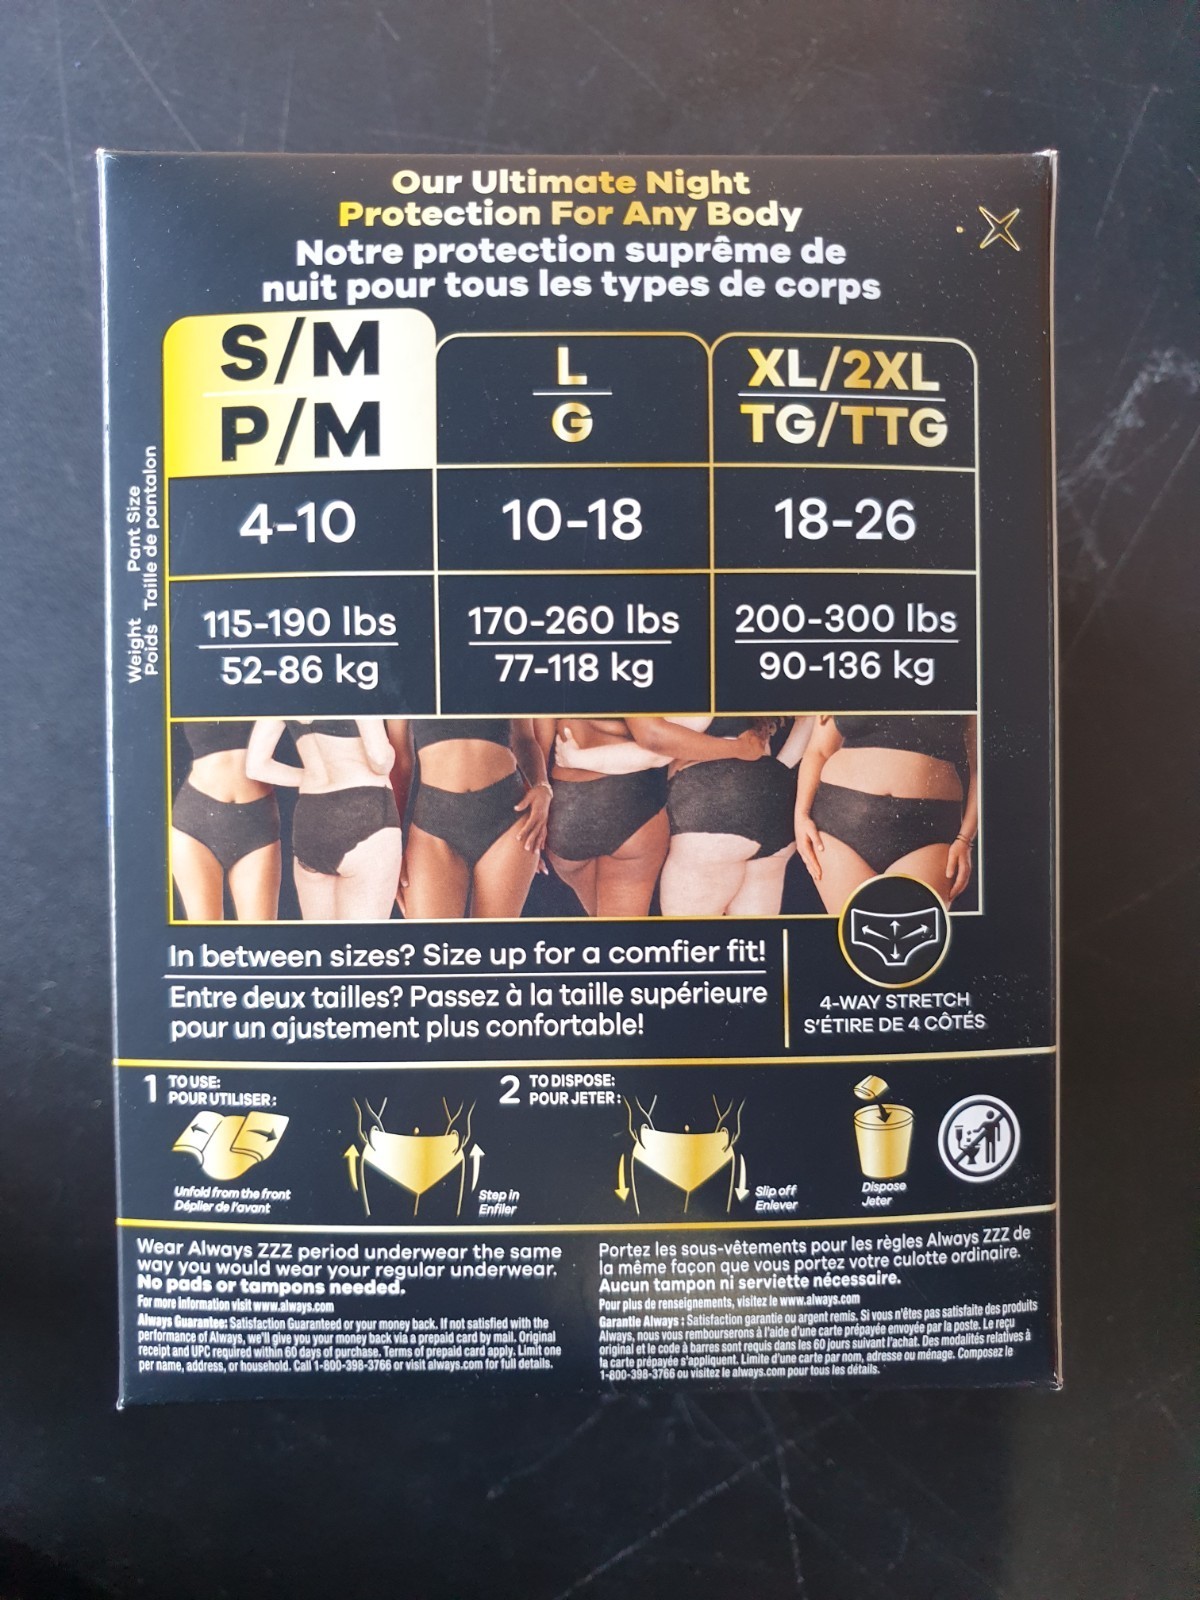 Our Ultimate Night
Protection For Any Body
Notre protection suprême de
nuit pour tous les types de corps
S/M
P/M
L
G
XL/2XL
TG/TTG
Pant Size
Taille de pantalon
4-10
10-18
18-26
Weight
Poids
115-190 lbs
52-86 kg
170-260 lbs
77-118 kg
200-300 lbs
90-136 kg
In between sizes? Size up for a comfier fit!
Entre deux tailles? Passez à la taille supérieure
pour un ajustement plus confortable!
4-WAY STRETCH
S'ÉTIRE DE 4 CÔTÉS
1 TO USE:
POUR UTILISER:
Unfold from the front
Déplier de l'avant
Step in
Enfiler
2 TO DISPOSE:
POUR JETER:
Slip off
Enlever
Dispose
Jeter
Wear Always ZZZ period underwear the same
way you would wear your regular underwear.
No pads or tampons needed.
For more information visit www.always.com
Always Guarantee: Satisfaction Guaranteed or your money back. If not satisfied with the
performance of Always, we'll give you your money back via a prepaid card by mail. Original
receipt and UPC required within 60 days of purchase. Terms of prepaid card apply. Limit one
per name, address, or household. Call 1-800-398-3766 or visit always.com for full details.
Portez les sous-vêtements pour les règles Always ZZZ de
la même façon que vous portez votre culotte ordinaire.
Aucun tampon ni serviette nécessaire.
Pour plus de renseignements, visitez le www.always.com
Garantie Always : Satisfaction garantie ou argent remis. Si vous n'êtes pas satisfaite des produits
Always, nous vous rembourserons à l'aide d'une carte prépayée envoyée par la poste. Le reçu
original et le code à barres sont requis dans les 60 jours suivant l'achat. Des modalités relatives à
la carte prépayée s'appliquent. Limite d'une carte par nom, adresse ou ménage. Composez le
1-800-398-3766 ou visitez le always.com pour tous les détails.